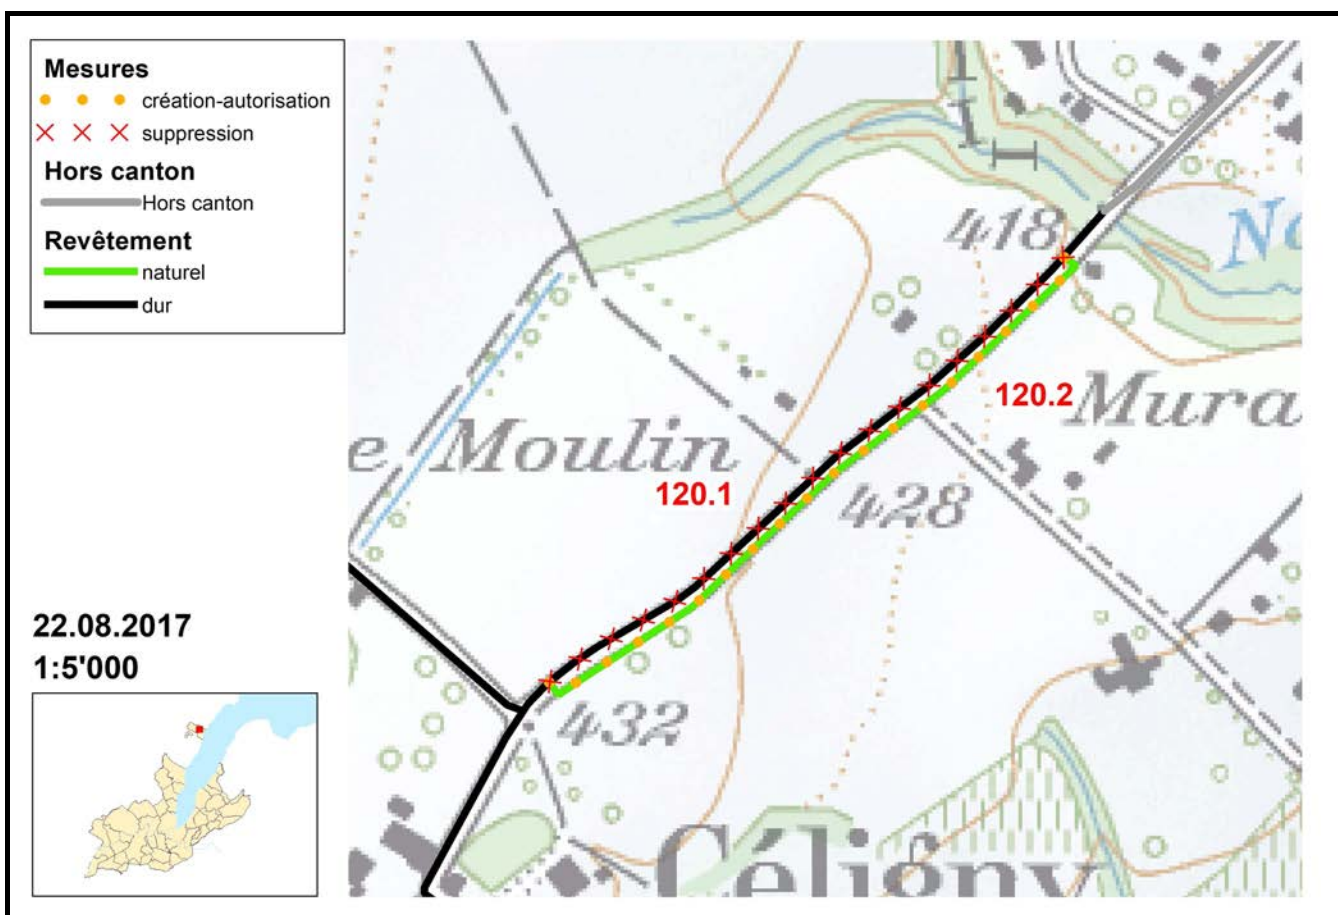 Mesures
création-autorisation
suppression
Hors canton
Hors canton
Revêtement
naturel
dur
418
No
120.2
Mura
e Moulin
120.1
428
22.08.2017
1:5'000
432
Céligny